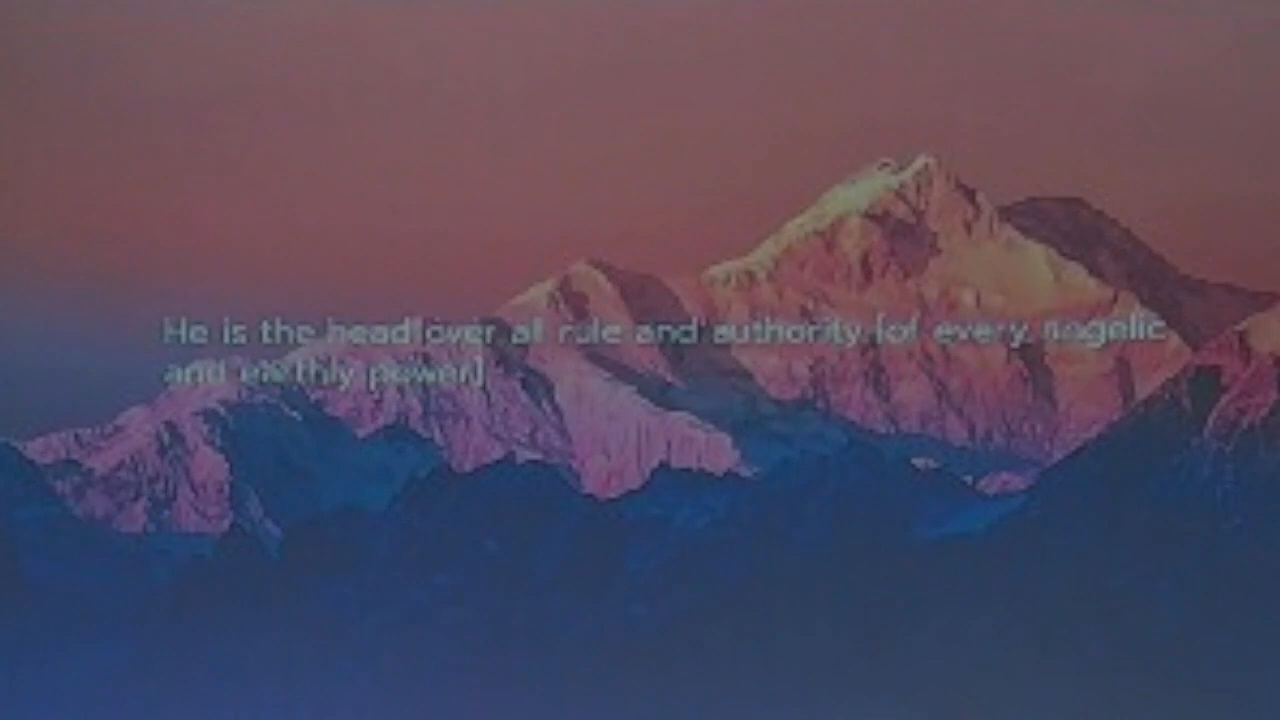 He is the head over all rule and authority [of every angelic
and earthly power]